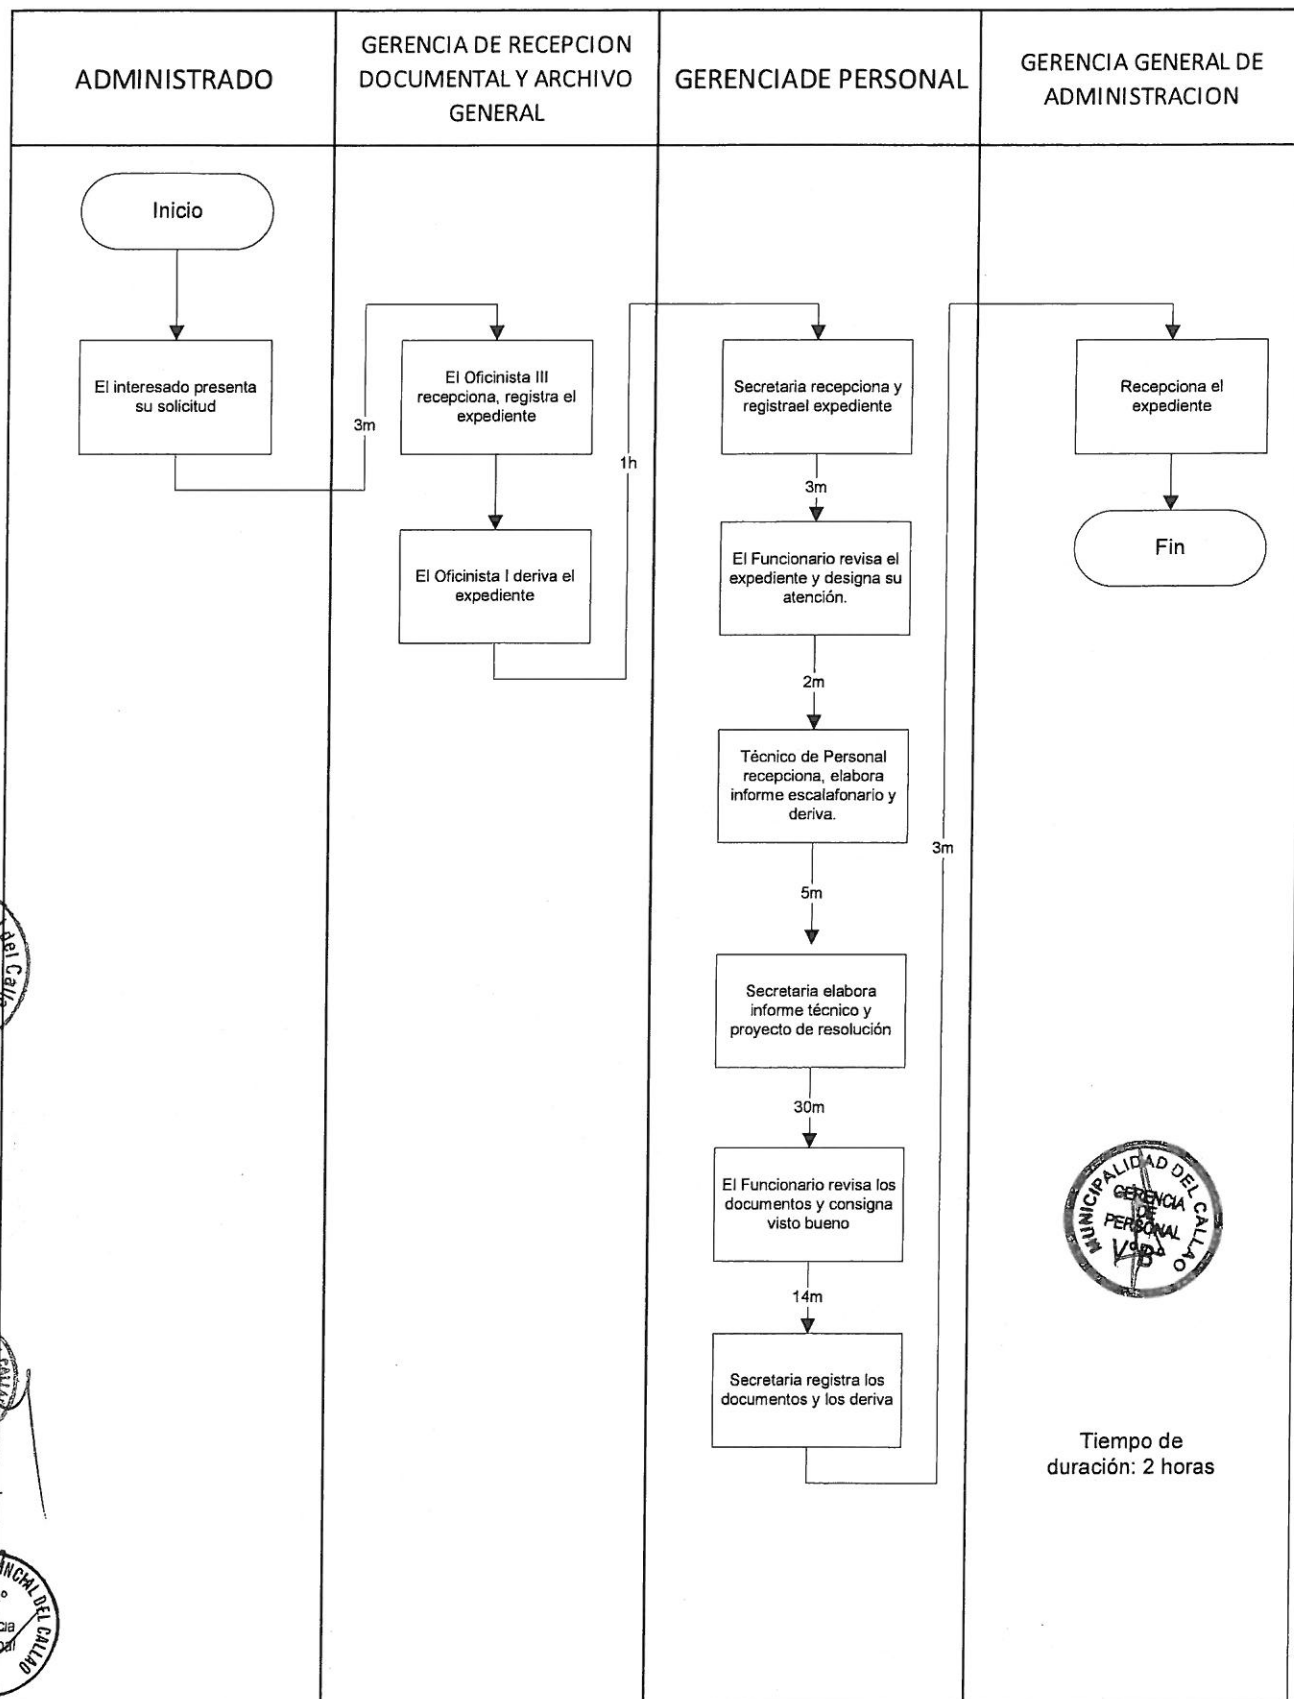 ADMINISTRADO
GERENCIA DE RECEPCION
DOCUMENTAL Y ARCHIVO
GENERAL
GERENCIADE PERSONAL
GERENCIA GENERAL DE
ADMINISTRACION
Inicio
El interesado presenta
su solicitud
3m
El Oficinista III
recepciona, registra el
expediente
El Oficinista I deriva el
expediente
1h
Secretaria recepciona y
registrael expediente
3m
El Funcionario revisa el
expediente y designa su
atención.
2m
Técnico de Personal
recepciona, elabora
informe escalafonario y
deriva.
5m
Secretaria elabora
informe técnico y
proyecto de resolución
30m
El Funcionario revisa los
documentos y consigna
visto bueno
14m
Secretaria registra los
documentos y los deriva
3m
Recepciona el
expediente
Fin
MUNICIPALIDAD DEL CALLAO
GERENCIA
DE
PERSONAL
V°B°
Tiempo de
duración: 2 horas
del
DEL CALLAO